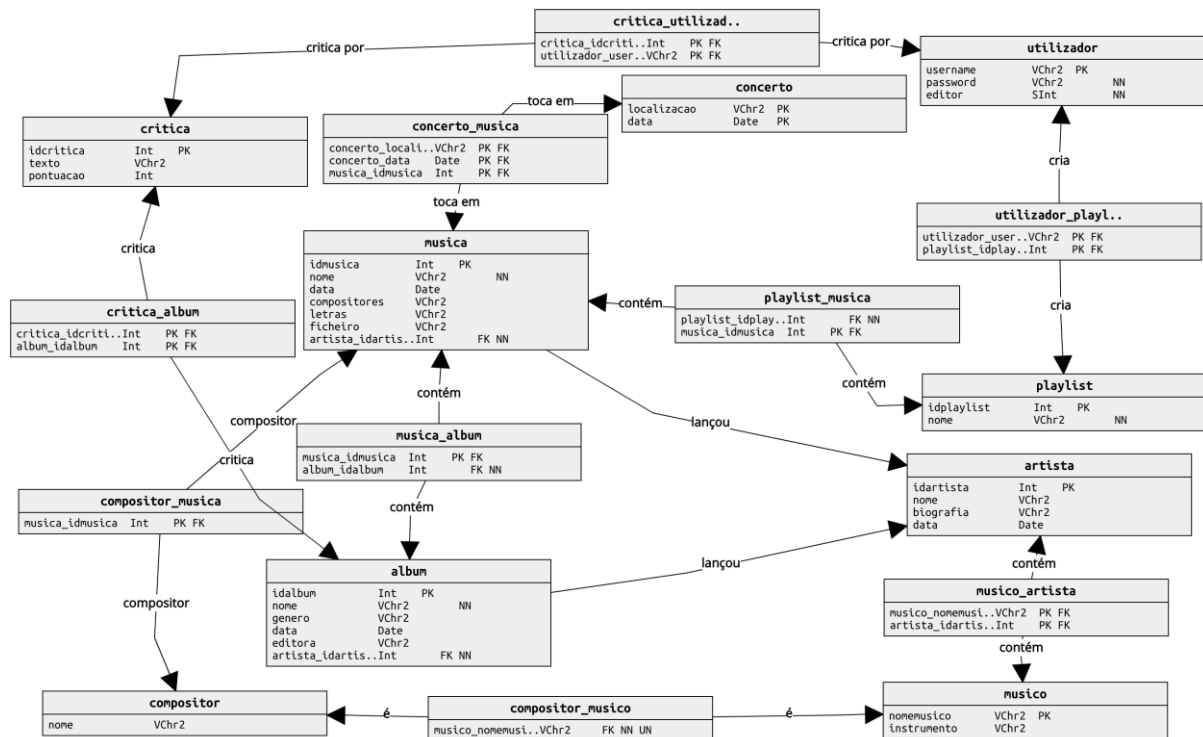 critica_utilizad..
critica_idcriti..Int PK FK
utilizador_user..VChr2 PK FK
critica por
critica por
utilizador
username VChr2 PK
password VChr2 NN
editor SInt NN
concerto
localizacao VChr2 PK
data Date PK
toca em
concerto_musica
concerto_locali..VChr2 PK FK
concerto_data Date PK FK
musica_idmusica Int PK FK
toca em
critica
idcritica Int PK
texto VChr2
pontuacao Int
critica
cria
utilizador_playl..
utilizador_user..VChr2 PK FK
playlist_idplay..Int PK FK
cria
musica
idmusica Int PK
nome VChr2 NN
data Date
compositores VChr2
letras VChr2
ficheiro VChr2
artista_idartis..Int FK NN
contém
playlist_musica
playlist_idplay..Int FK NN
musica_idmusica Int PK FK
contém
critica_album
critica_idcriti..Int PK FK
album_idalbum Int PK FK
playlist
idplaylist Int PK
nome VChr2 NN
contém
compositor
lançou
musica_album
musica_idmusica Int PK FK
album_idalbum Int FK NN
critica
contém
artista
idartista Int PK
nome VChr2
biografia VChr2
data Date
compositor_musica
musica_idmusica Int PK FK
compositor
album
idalbum Int PK
nome VChr2 NN
genero VChr2
data Date
editora VChr2
artista_idartis..Int FK NN
lançou
contém
musico_artista
musico_nomemusi..VChr2 PK FK
artista_idartis..Int PK FK
contém
compositor
nome VChr2
é
compositor_musico
musico_nomemusi..VChr2 FK NN UN
é
musico
nomemusico VChr2 PK
instrumento VChr2